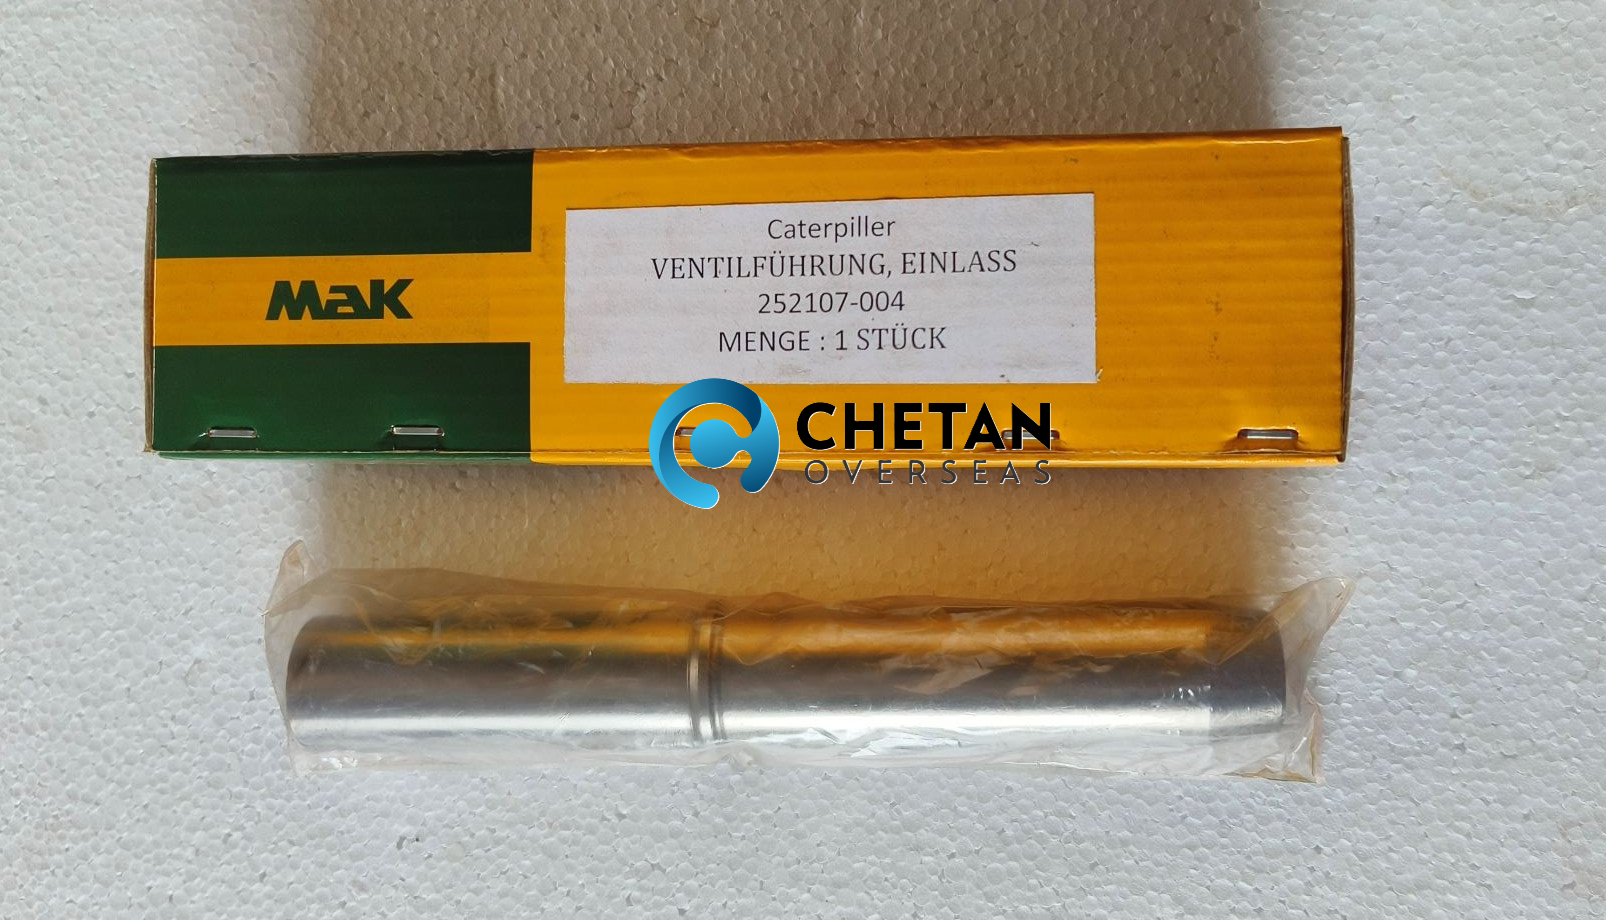 MaK
Caterpiller
VENTILFÜHRUNG, EINLASS
252107-004
MENGE : 1 STÜCK
CHETAN
OVERSEAS